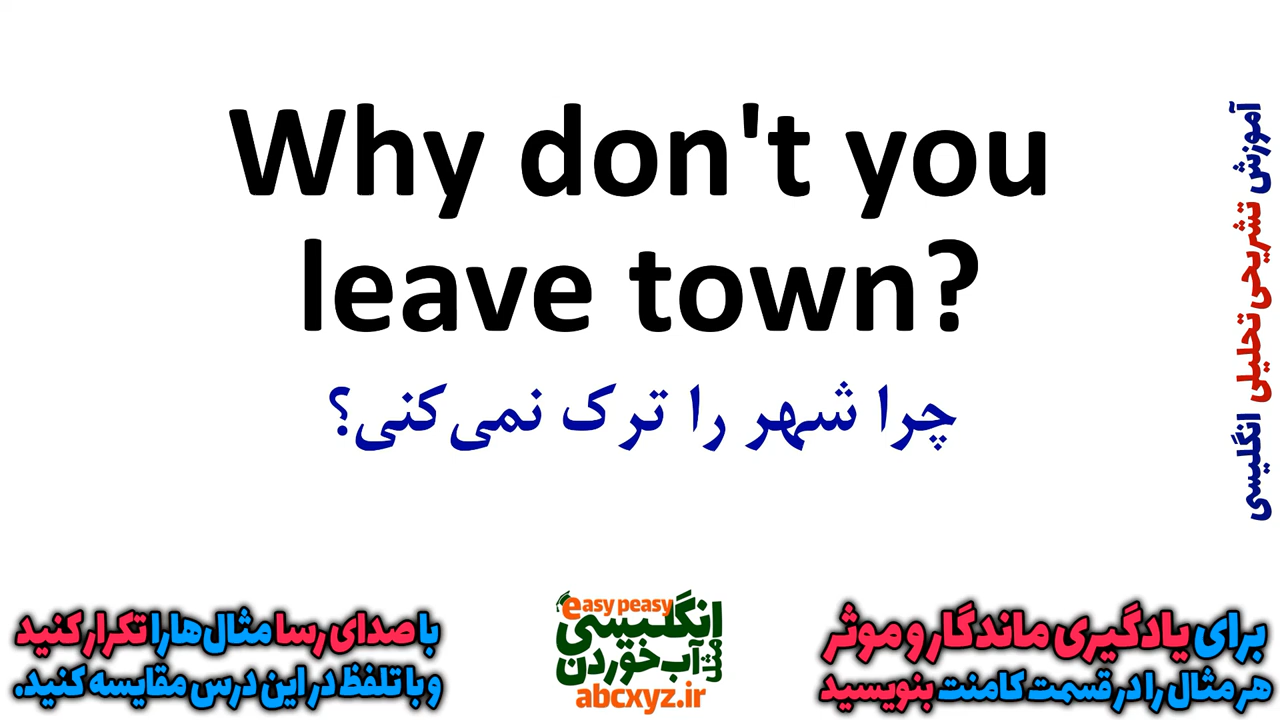 Why don't you
leave town?
چرا شهر را ترک نمی‌کنی؟
آموزش تشریحی تحلیلی انگلیسی
با صدای رسا مثال‌ها را تکرار کنید
و با تلفظ در این درس مقایسه کنید.
easy peasy
انگلیسی
مثل آب خوردن
abcxyz.ir
برای یادگیری ماندگار و موثر
هر مثال را در قسمت کامنت بنویسید